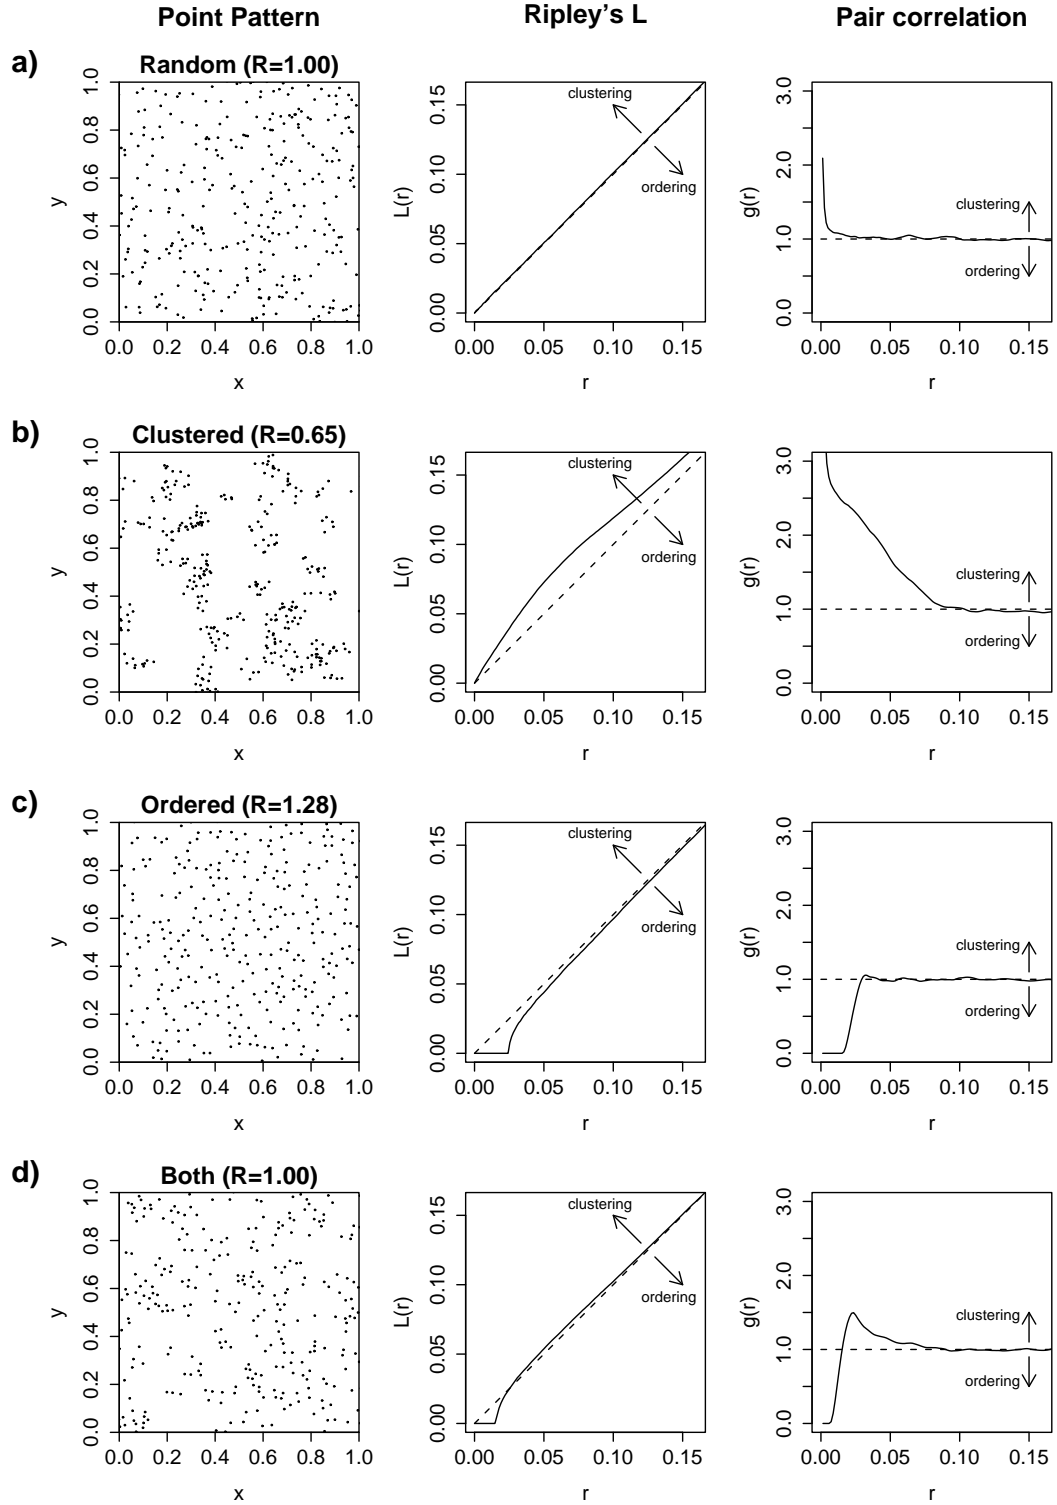 Point Pattern Ripley's L Pair correlation
a) Random (R=1.00)
y
0.0 0.2 0.4 0.6 0.8 1.0
0.0 0.2 0.4 0.6 0.8 1.0
x
L(r)
0.00 0.05 0.10 0.15
clustering
ordering
0.00 0.05 0.10 0.15
r
g(r)
0.0 1.0 2.0 3.0
clustering
ordering
0.00 0.05 0.10 0.15
r
b) Clustered (R=0.65)
y
0.0 0.2 0.4 0.6 0.8 1.0
0.0 0.2 0.4 0.6 0.8 1.0
x
L(r)
0.00 0.05 0.10 0.15
clustering
ordering
0.00 0.05 0.10 0.15
r
g(r)
0.0 1.0 2.0 3.0
clustering
ordering
0.00 0.05 0.10 0.15
r
c) Ordered (R=1.28)
y
0.0 0.2 0.4 0.6 0.8 1.0
0.0 0.2 0.4 0.6 0.8 1.0
x
L(r)
0.00 0.05 0.10 0.15
clustering
ordering
0.00 0.05 0.10 0.15
r
g(r)
0.0 1.0 2.0 3.0
clustering
ordering
0.00 0.05 0.10 0.15
r
d) Both (R=1.00)
y
0.0 0.2 0.4 0.6 0.8 1.0
0.0 0.2 0.4 0.6 0.8 1.0
x
L(r)
0.00 0.05 0.10 0.15
clustering
ordering
0.00 0.05 0.10 0.15
r
g(r)
0.0 1.0 2.0 3.0
clustering
ordering
0.00 0.05 0.10 0.15
r